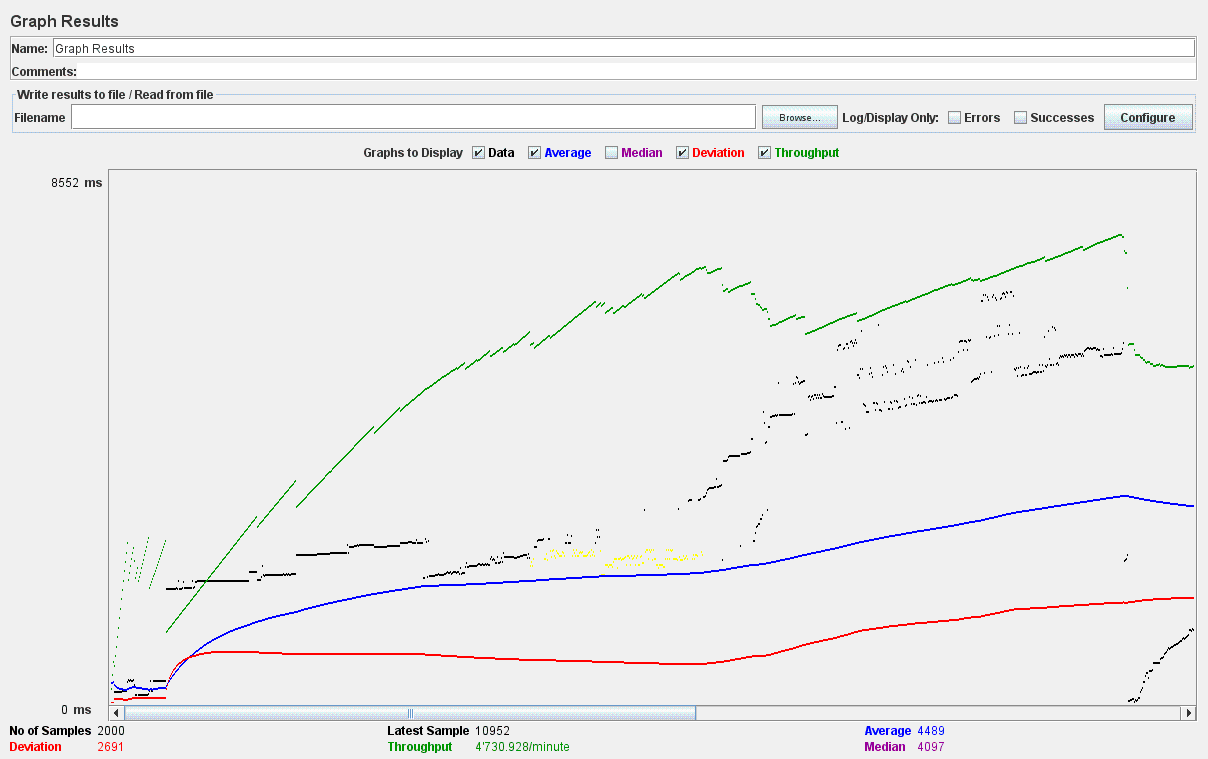 Graph Results
Name: Graph Results
Comments:
Write results to file / Read from file
Filename Browse... Log/Display Only: Errors Successes Configure
Graphs to Display Data Average Median Deviation Throughput
8552 ms
0 ms
No of Samples 2000 Latest Sample 10952 Average 4489
Deviation 2691 Throughput 4'730.928/minute Median 4097